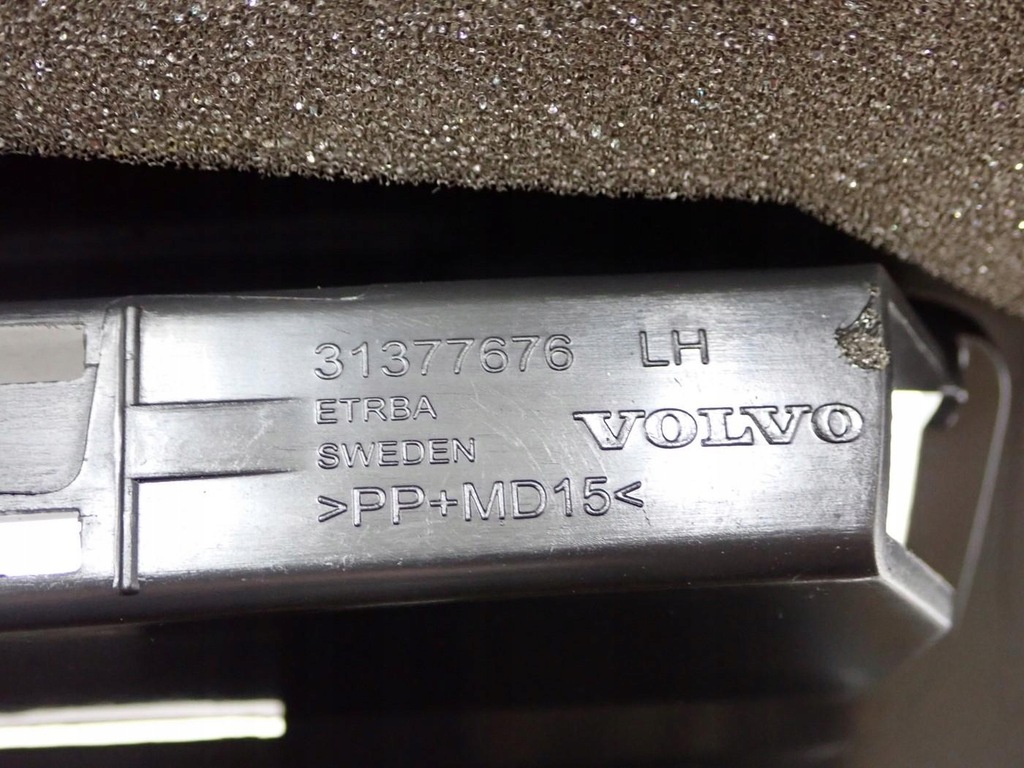 31377676 LH
ETRBA
VOLVO
SWEDEN
>PP+MD15<